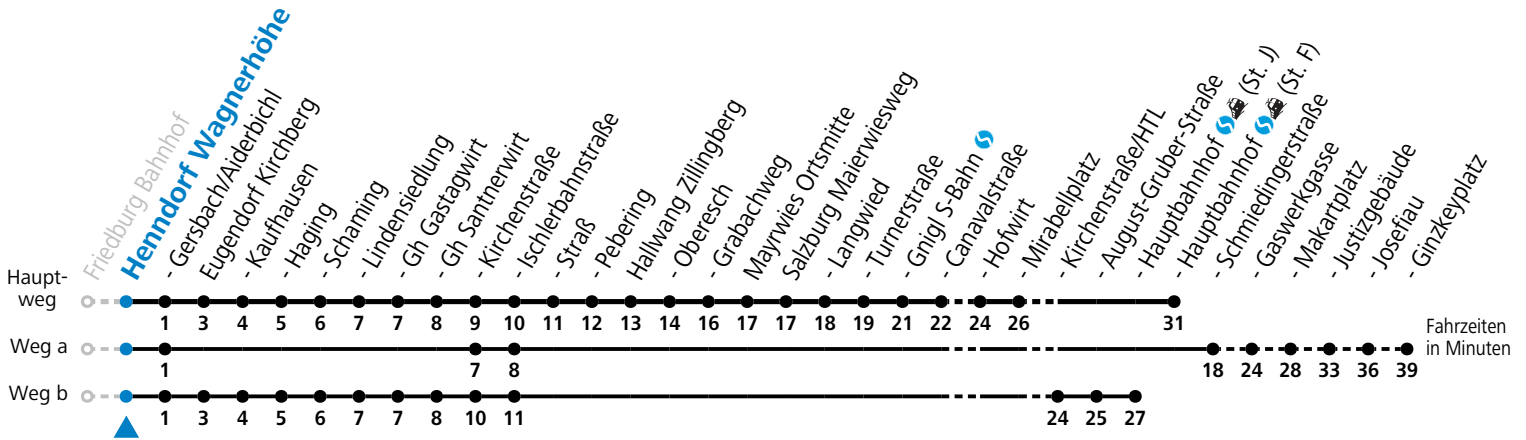 Friedburg Bahnhof
Henndorf Wagnerhöhe
- Gersbach/Aiderbichl
Eugendorf Kirchberg
- Kaufhausen
- Haging
- Schaming
- Lindensiedlung
- Gh Gastagwirt
- Gh Santnerwirt
- Kirchenstraße
- Ischlerbahnstraße
- Straß
- Pebering
Hallwang Zillingberg
- Oberesch
- Grabachweg
Mayrwies Ortsmitte
Salzburg Maierwiesweg
- Langwied
- Turnerstraße
- Gnigl S-Bahn
- Canavalstraße
- Hofwirt
- Mirabellplatz
- Kirchenstraße/HTL
- August-Gruber-Straße
- Hauptbahnhof (St. J)
- Hauptbahnhof (St. F)
- Schmiedingerstraße
- Gaswerkgasse
- Makartplatz
- Justizgebäude
- Josefiau
- Ginzkeyplatz
Haupt-
weg
1 3 4 5 6 7 7 8 9 10 11 12 13 14 16 17 17 18 19 21 22 24 26 31
Weg a
1 7 8 18 24 28 33 36 39
Fahrzeiten
in Minuten
Weg b
1 3 4 5 6 7 7 8 10 11 24 25 27